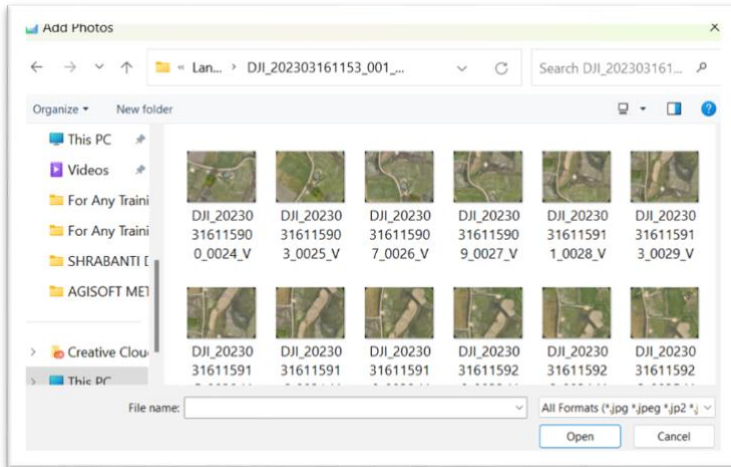 Add Photos
Lan... > DJI_202303161153_001_...
Search DJI_202303161...
Organize
New folder
This PC
Videos
For Any Traini
For Any Traini
SHRABANTI D
AGISOFT MET
Creative Clou
This PC
DJI_20230 DJI_20230 DJI_20230 DJI_20230 DJI_20230 DJI_20230
31611590 31611590 31611590 31611590 31611591 31611591
0_0024_V 3_0025_V 7_0026_V 9_0027_V 1_0028_V 3_0029_V
DJI_20230 DJI_20230 DJI_20230 DJI_20230 DJI_20230 DJI_20230
31611591 31611591 31611591 31611592 31611592 31611592
File name:
All Formats (*.jpg *.jpeg *.jp2 *.j
Open
Cancel